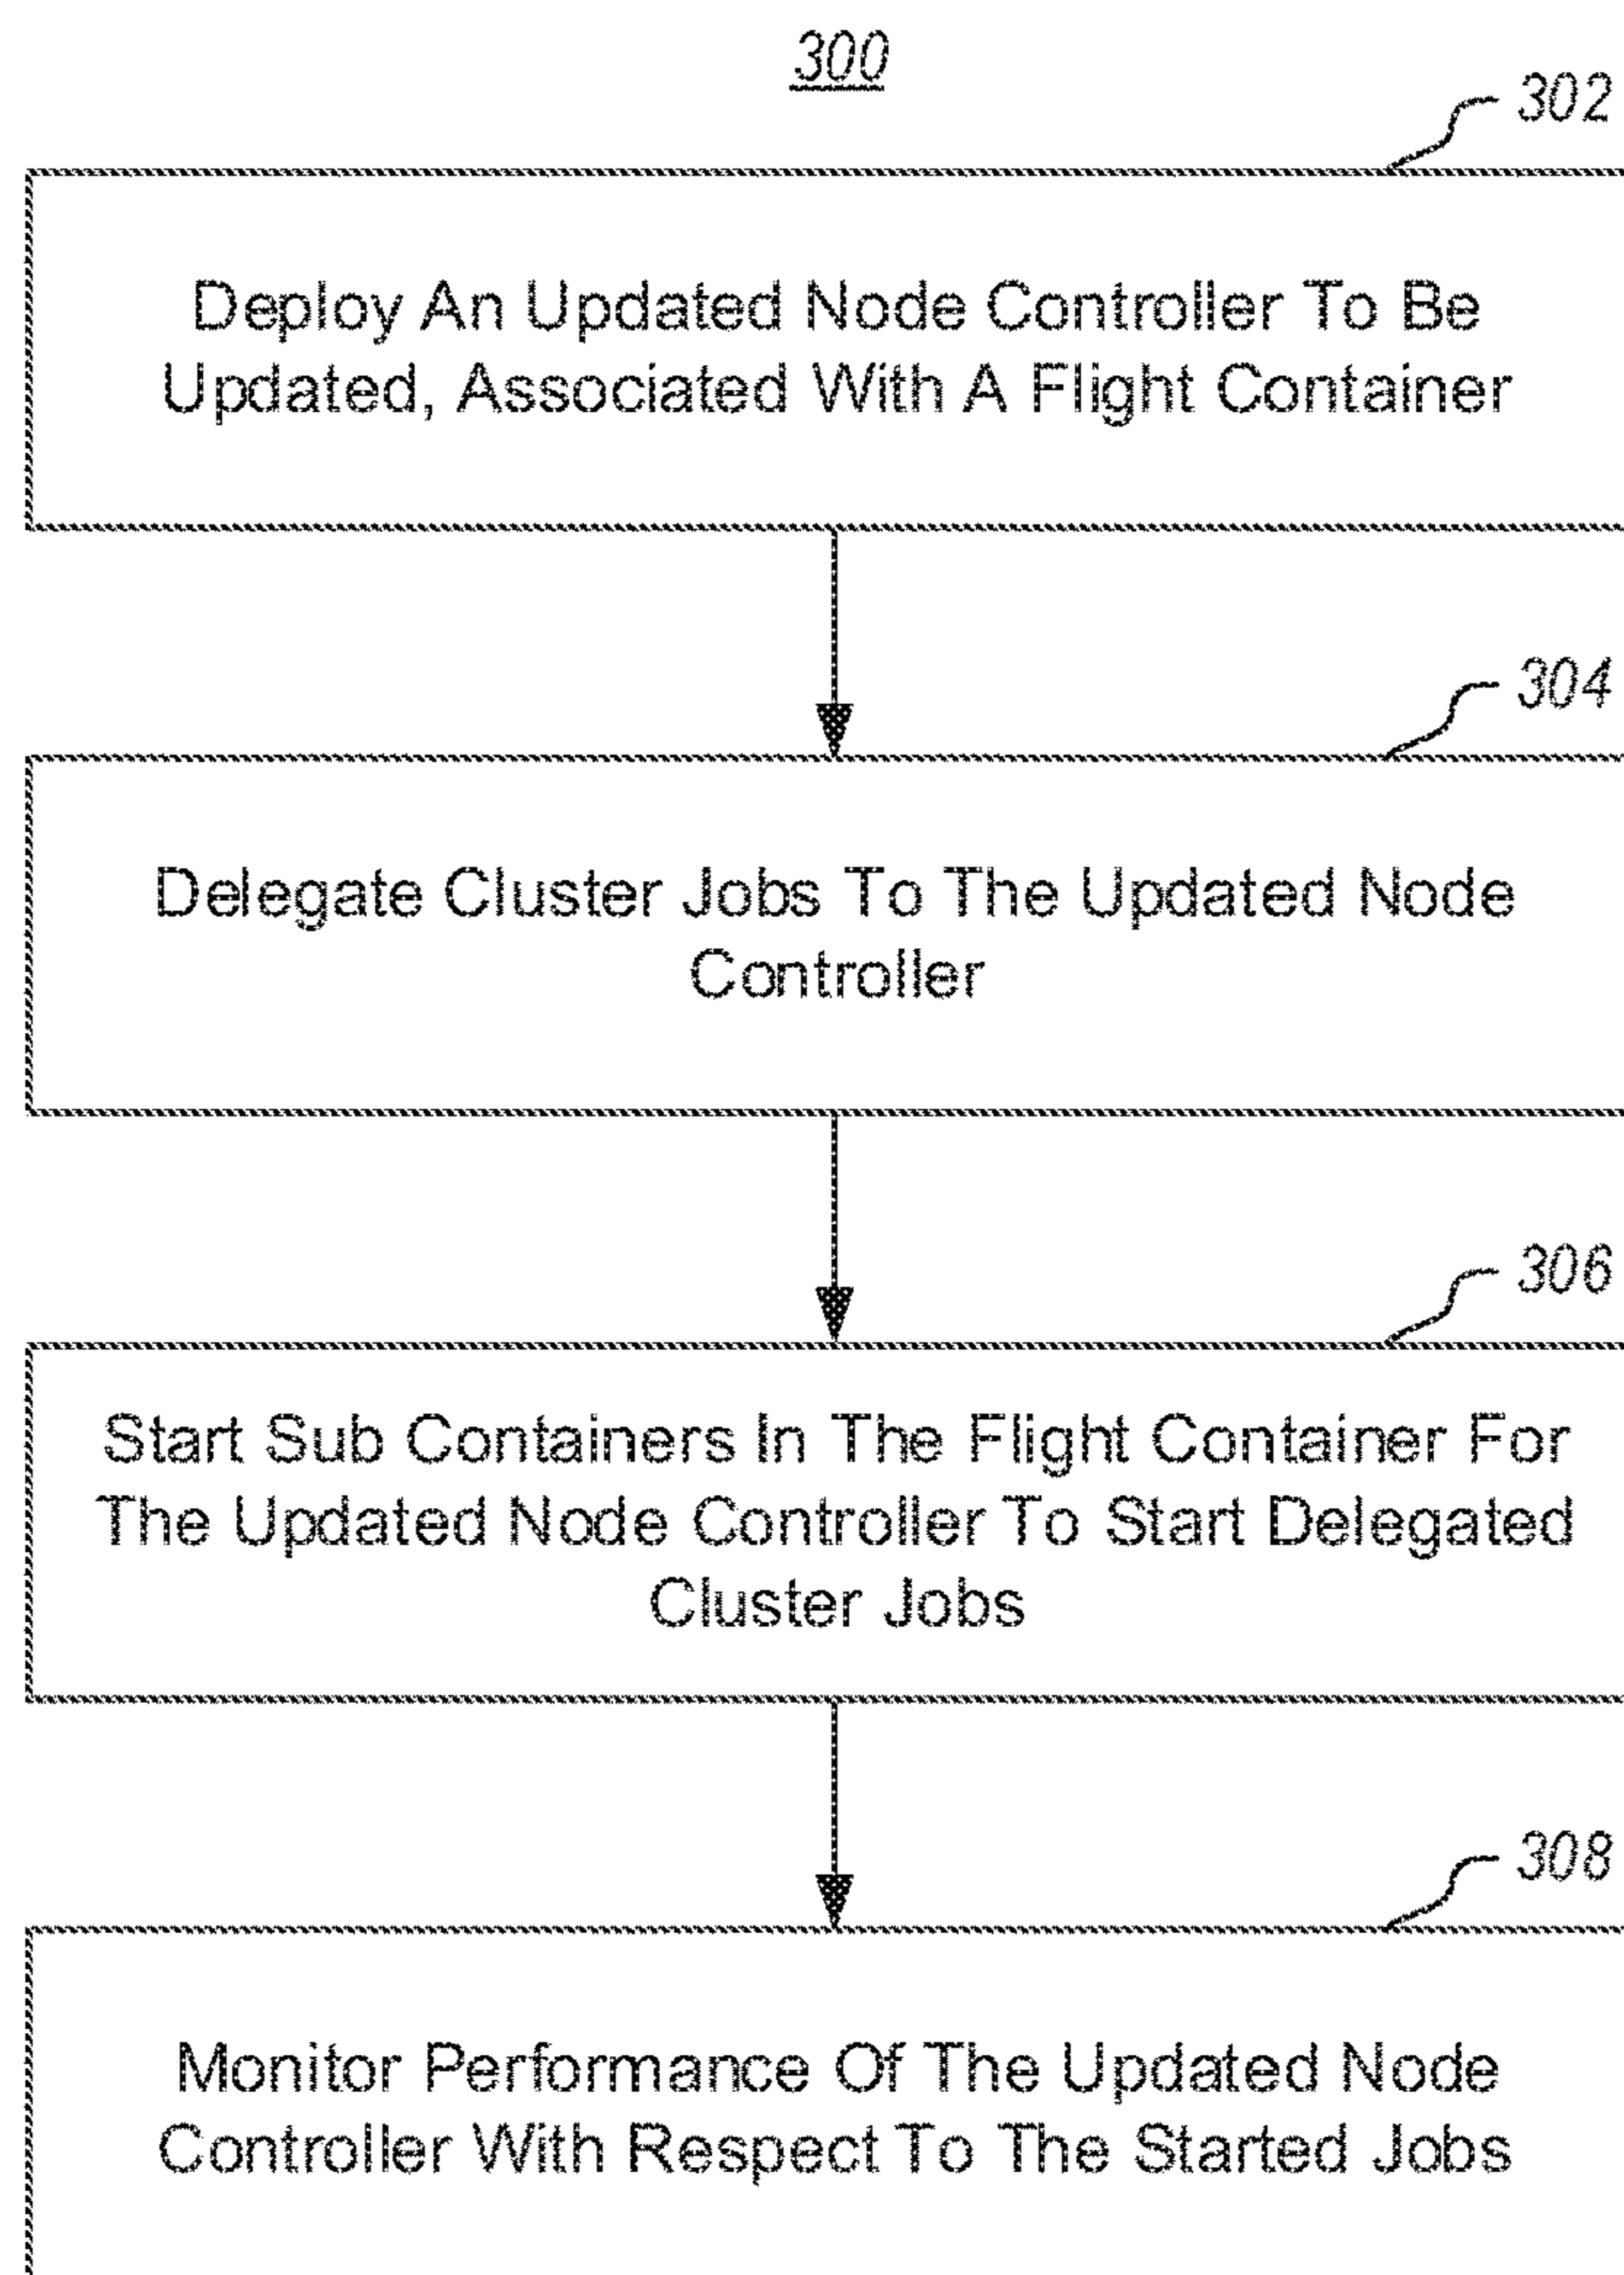 300
302
Deploy An Updated Node Controller To Be
Updated, Associated With A Flight Container
304
Delegate Cluster Jobs To The Updated Node
Controller
306
Start Sub Containers In The Flight Container For
The Updated Node Controller To Start Delegated
Cluster Jobs
308
Monitor Performance Of The Updated Node
Controller With Respect To The Started Jobs